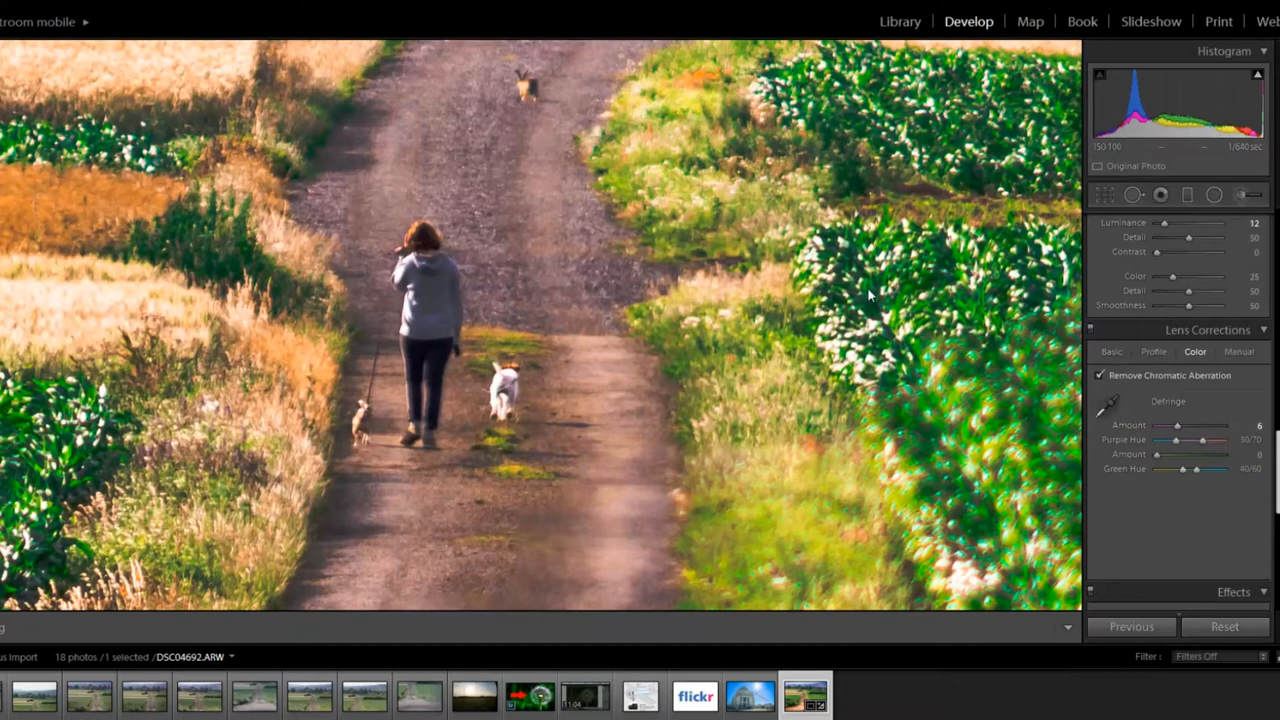 troom mobile
Library | Develop | Map | Book | Slideshow | Print | Web
Histogram
ISO 100 – – 1/640 sec
Original Photo
Luminance 12
Detail 50
Contrast 0
Color 25
Detail 50
Smoothness 50
Lens Corrections
Basic Profile Color Manual
Remove Chromatic Aberration
Defringe
Amount 6
Purple Hue 30/70
Amount 0
Green Hue 40/60
Effects
g
Previous Reset
us Import 18 photos / 1 selected / DSC04692.ARW Filter : Filters Off
11:04
flickr